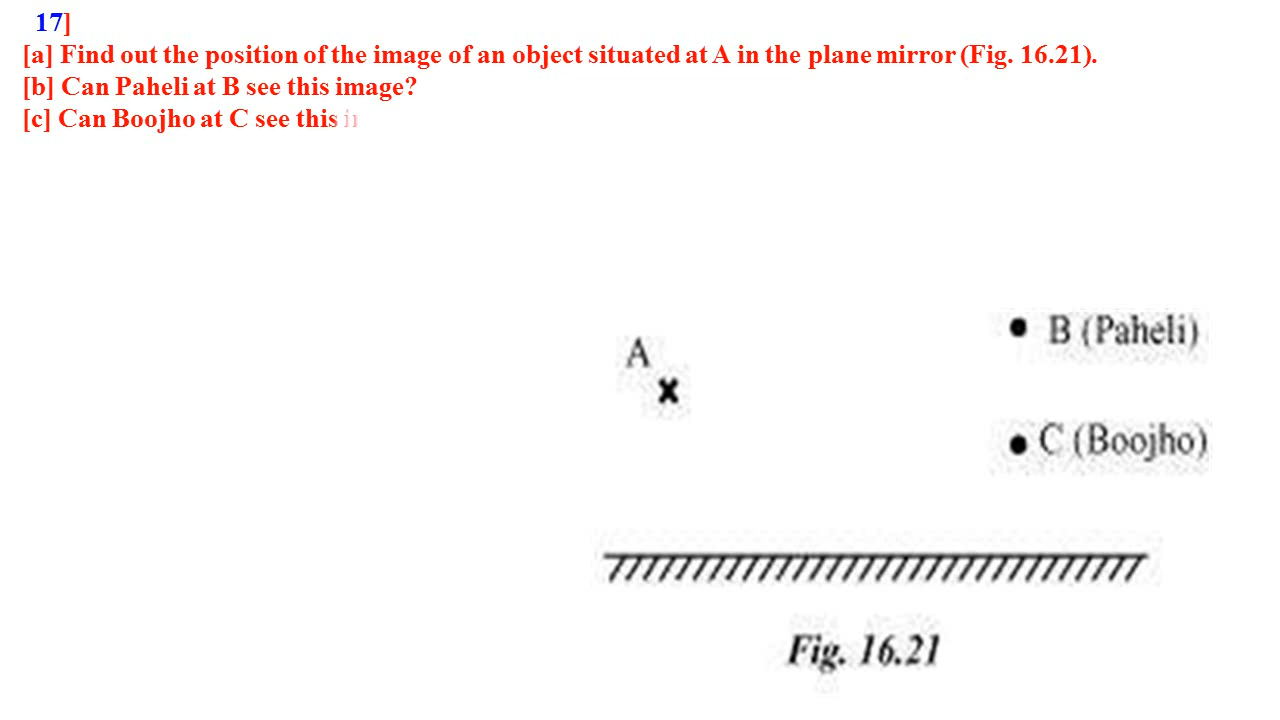 17]
[a] Find out the position of the image of an object situated at A in the plane mirror (Fig. 16.21).
[b] Can Paheli at B see this image?
[c] Can Boojho at C see this
B (Paheli)
A
C (Boojho)
Fig. 16.21